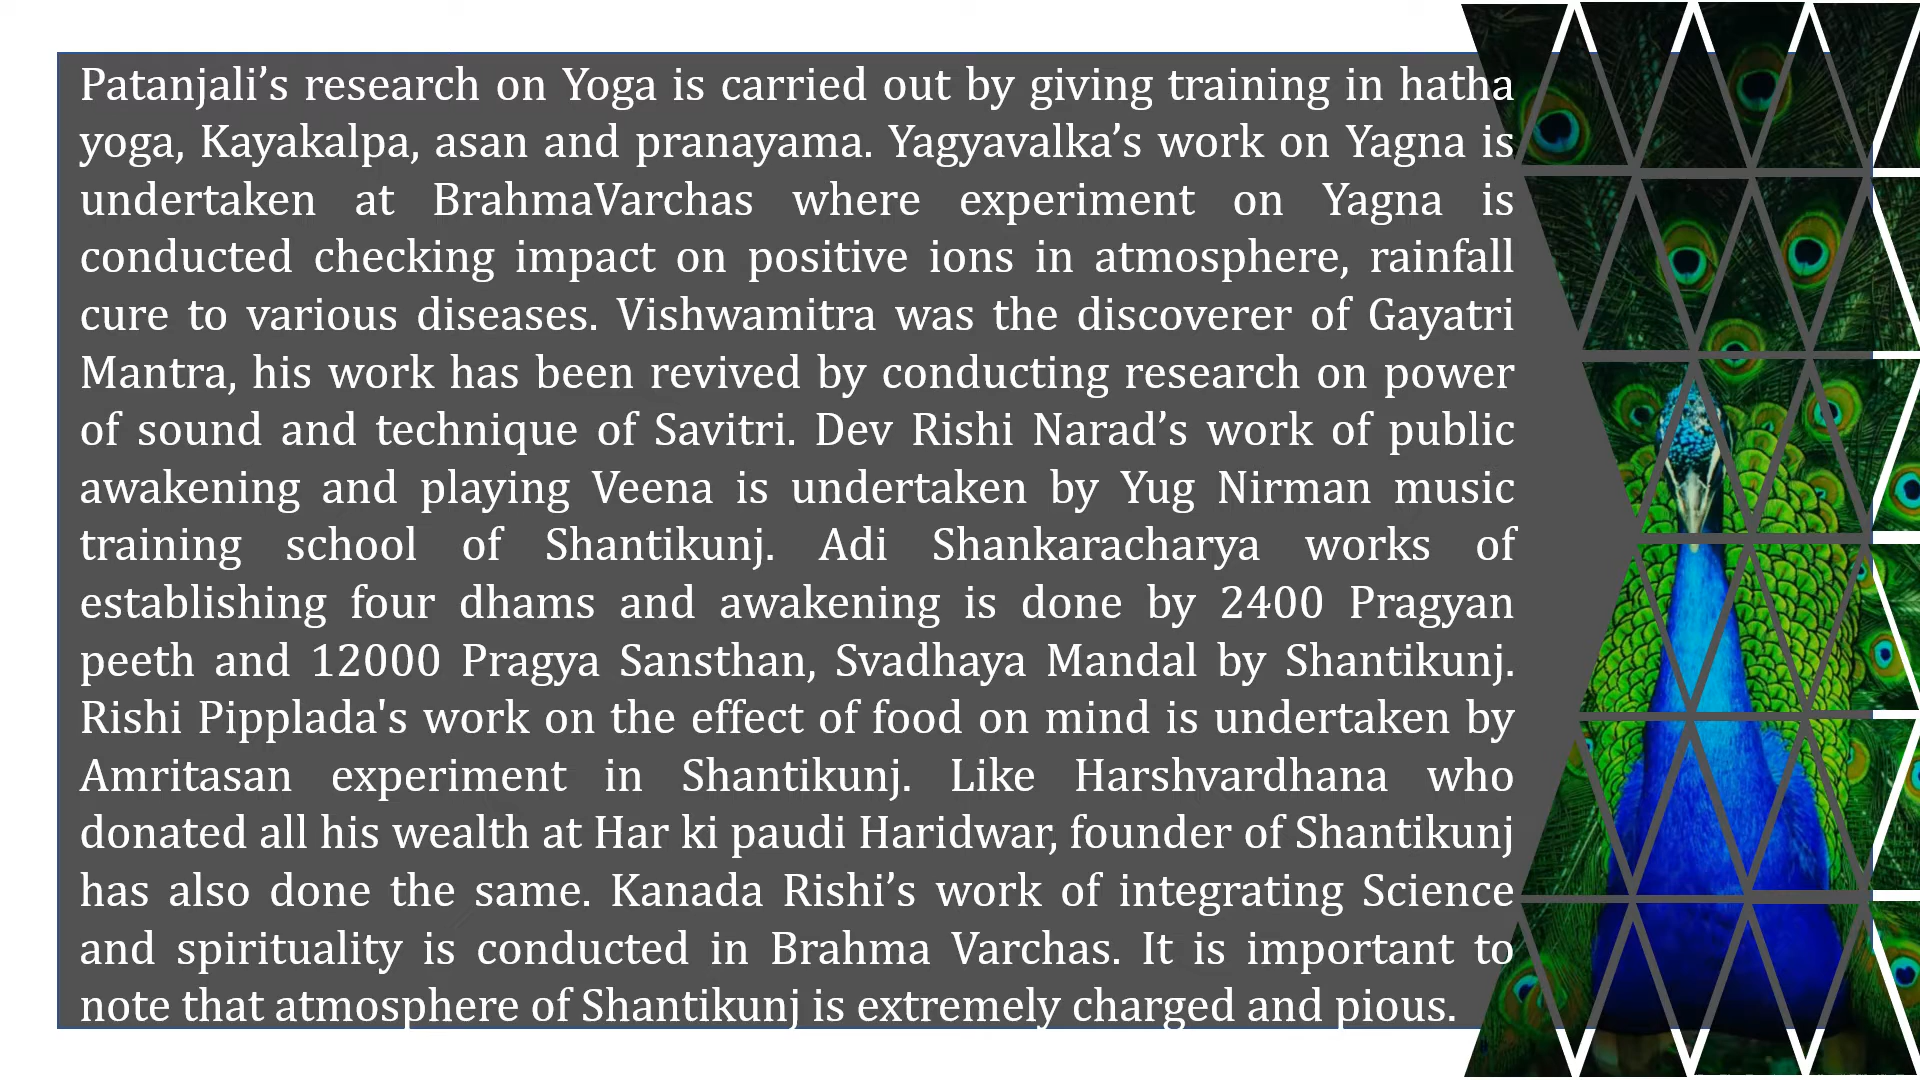 Patanjali’s research on Yoga is carried out by giving training in hatha
yoga, Kayakalpa, asan and pranayama. Yagyavalka’s work on Yagna is
undertaken at BrahmaVarchas where experiment on Yagna is
conducted checking impact on positive ions in atmosphere, rainfall
cure to various diseases. Vishwamitra was the discoverer of Gayatri
Mantra, his work has been revived by conducting research on power
of sound and technique of Savitri. Dev Rishi Narad’s work of public
awakening and playing Veena is undertaken by Yug Nirman music
training school of Shantikunj. Adi Shankaracharya works of
establishing four dhams and awakening is done by 2400 Pragyan
peeth and 12000 Pragya Sansthan, Svadhaya Mandal by Shantikunj.
Rishi Pipplada's work on the effect of food on mind is undertaken by
Amritasan experiment in Shantikunj. Like Harshvardhana who
donated all his wealth at Har ki paudi Haridwar, founder of Shantikunj
has also done the same. Kanada Rishi’s work of integrating Science
and spirituality is conducted in Brahma Varchas. It is important to
note that atmosphere of Shantikunj is extremely charged and pious.